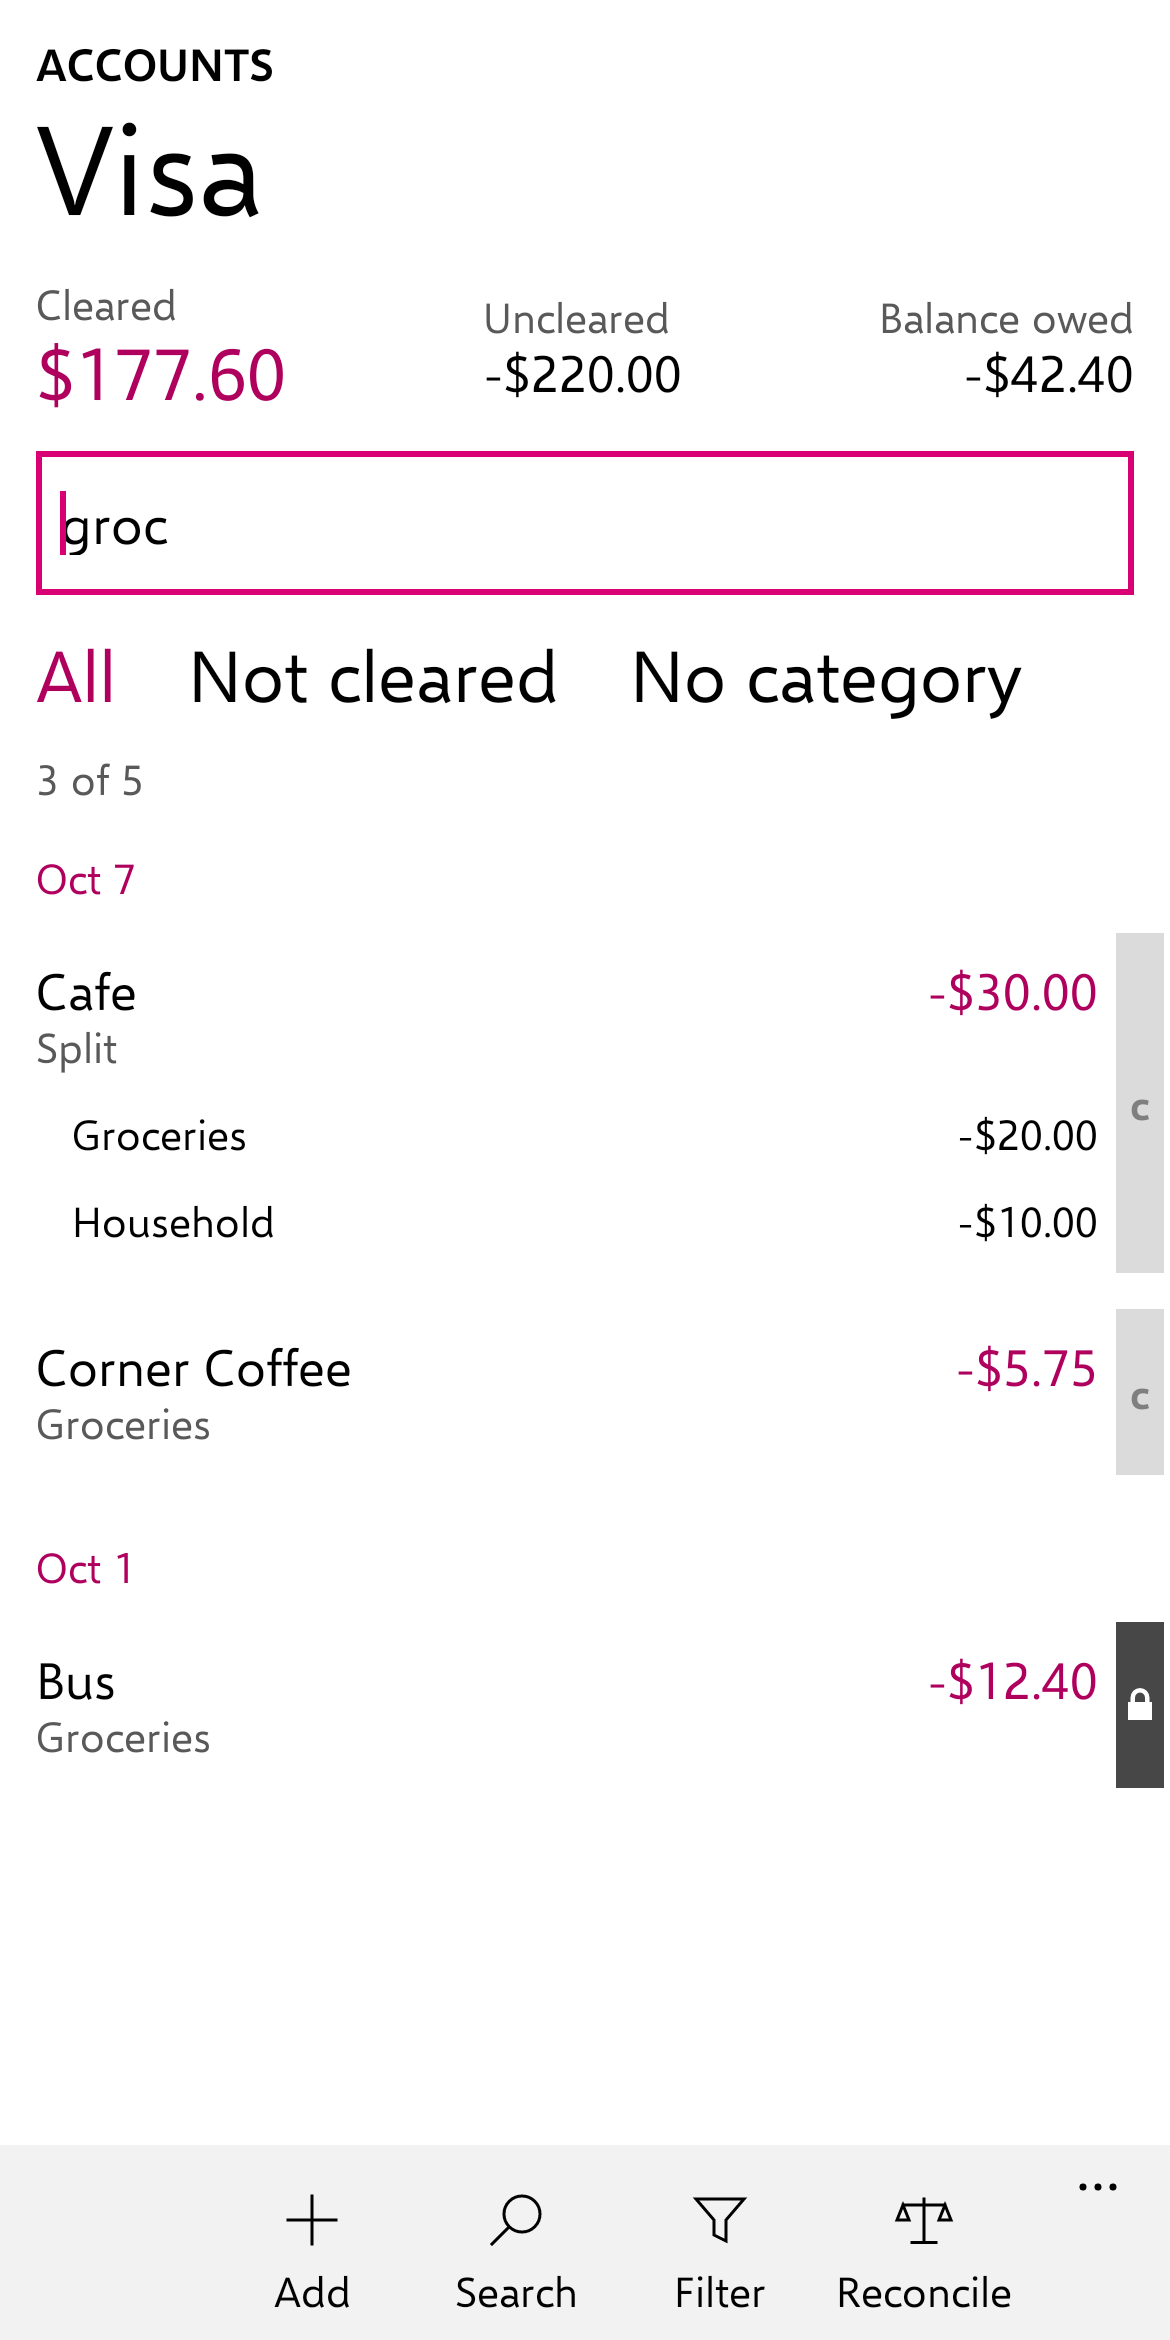 ACCOUNTS
Visa
Cleared Uncleared Balance owed
$177.60 -$220.00 -$42.40
groc
All Not cleared No category
3 of 5
Oct 7
Cafe -$30.00
Split
c
Groceries -$20.00
Household -$10.00
Corner Coffee -$5.75
c
Groceries
Oct 1
Bus -$12.40
Groceries
Add Search Filter Reconcile